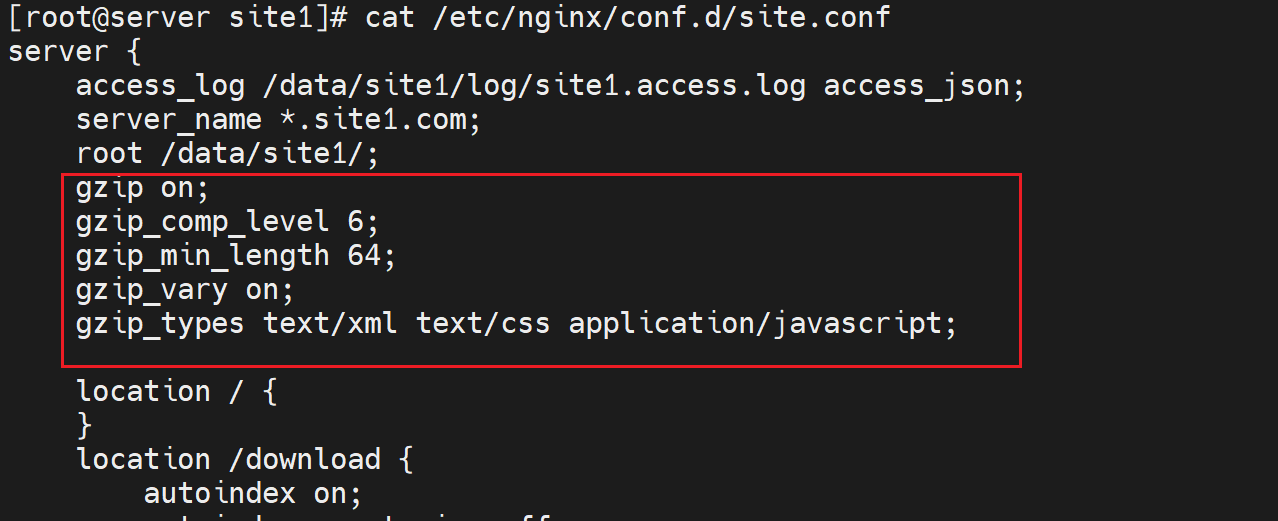 [root@server site1]# cat /etc/nginx/conf.d/site.conf
server {
    access_log /data/site1/log/site1.access.log access_json;
    server_name *.site1.com;
    root /data/site1/;
    gzip on;
    gzip_comp_level 6;
    gzip_min_length 64;
    gzip_vary on;
    gzip_types text/xml text/css application/javascript;
    location / {
    }
    location /download {
        autoindex on;